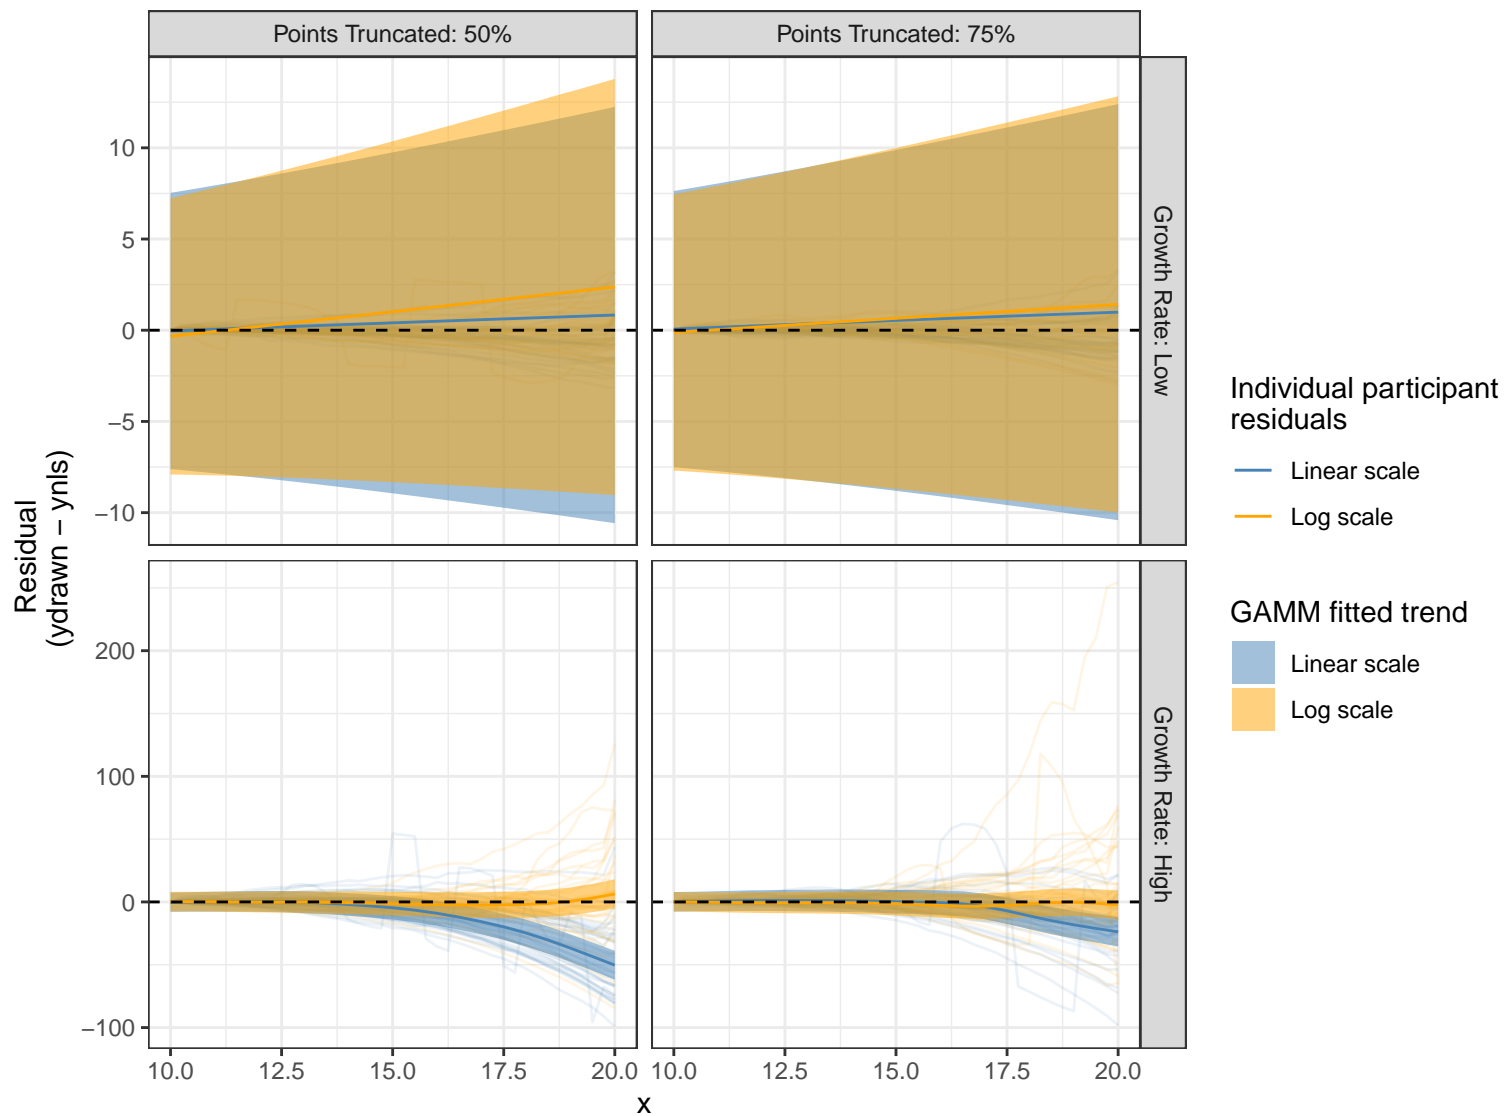 Points Truncated: 50%
Points Truncated: 75%
10
5
0
−5
−10
Growth Rate: Low
Residual
(ydrawn − ynls)
200
100
0
−100
Growth Rate: High
10.0
12.5
15.0
17.5
20.0
10.0
12.5
15.0
17.5
20.0
x
Individual participant
residuals
Linear scale
Log scale
GAMM fitted trend
Linear scale
Log scale